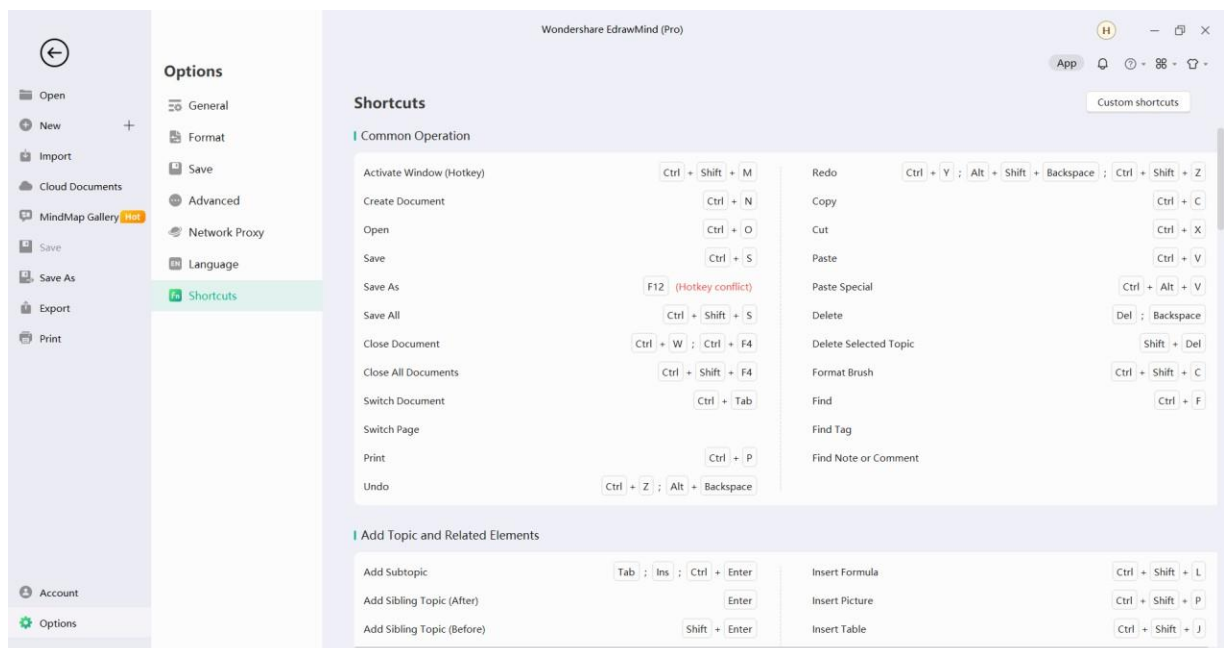 Wondershare EdrawMind (Pro)
H
App
Open
New
Import
Cloud Documents
MindMap Gallery Hot
Save
Save As
Export
Print
Account
Options
Options
General
Format
Save
Advanced
Network Proxy
EN Language
Fn Shortcuts
Shortcuts
Custom shortcuts
Common Operation
Activate Window (Hotkey) Ctrl + Shift + M
Create Document Ctrl + N
Open Ctrl + O
Save Ctrl + S
Save As F12 (Hotkey conflict)
Save All Ctrl + Shift + S
Close Document Ctrl + W ; Ctrl + F4
Close All Documents Ctrl + Shift + F4
Switch Document Ctrl + Tab
Switch Page
Print Ctrl + P
Undo Ctrl + Z ; Alt + Backspace
Redo Ctrl + Y ; Alt + Shift + Backspace ; Ctrl + Shift + Z
Copy Ctrl + C
Cut Ctrl + X
Paste Ctrl + V
Paste Special Ctrl + Alt + V
Delete Del ; Backspace
Delete Selected Topic Shift + Del
Format Brush Ctrl + Shift + C
Find Ctrl + F
Find Tag
Find Note or Comment
Add Topic and Related Elements
Add Subtopic Tab ; Ins ; Ctrl + Enter
Add Sibling Topic (After) Enter
Add Sibling Topic (Before) Shift + Enter
Insert Formula Ctrl + Shift + L
Insert Picture Ctrl + Shift + P
Insert Table Ctrl + Shift + J